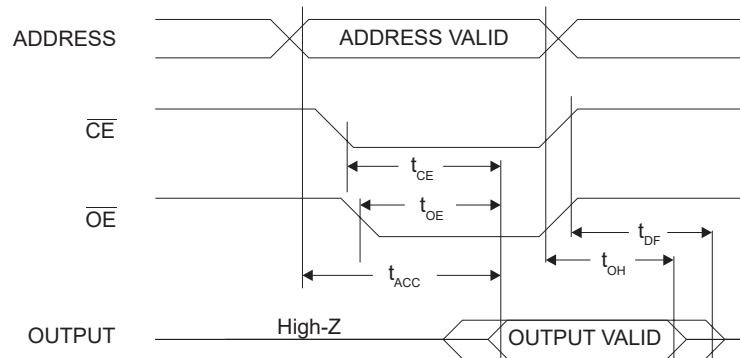 ADDRESS
ADDRESS VALID
CE
tCE
OE
tOE
tDF
tOH
tACC
OUTPUT
High-Z
OUTPUT VALID